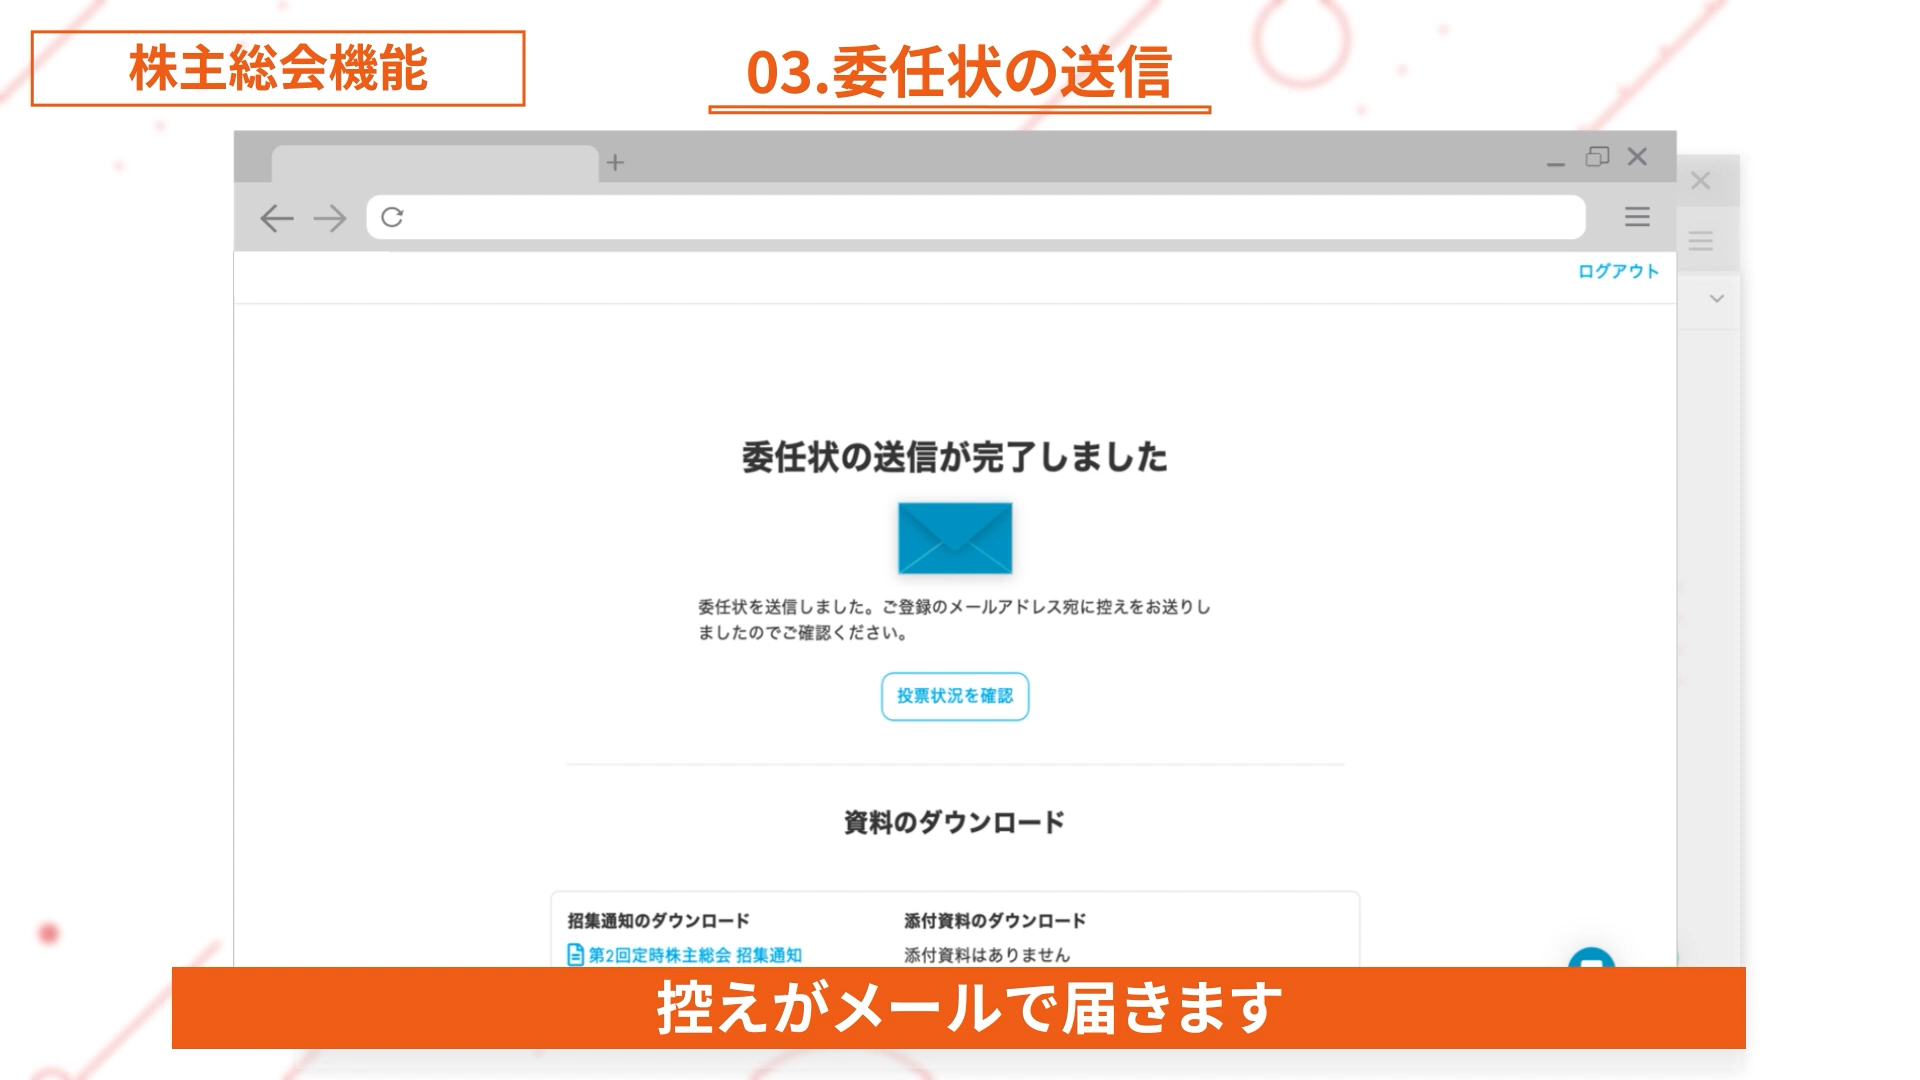 株主総会機能
03.委任状の送信
ログアウト
委任状の送信が完了しました
委任状を送信しました。ご登録のメールアドレス宛に控えをお送りし
ましたのでご確認ください。
投票状況を確認
資料のダウンロード
招集通知のダウンロード
添付資料のダウンロード
第2回定時株主総会 招集通知
添付資料はありません
控えがメールで届きます